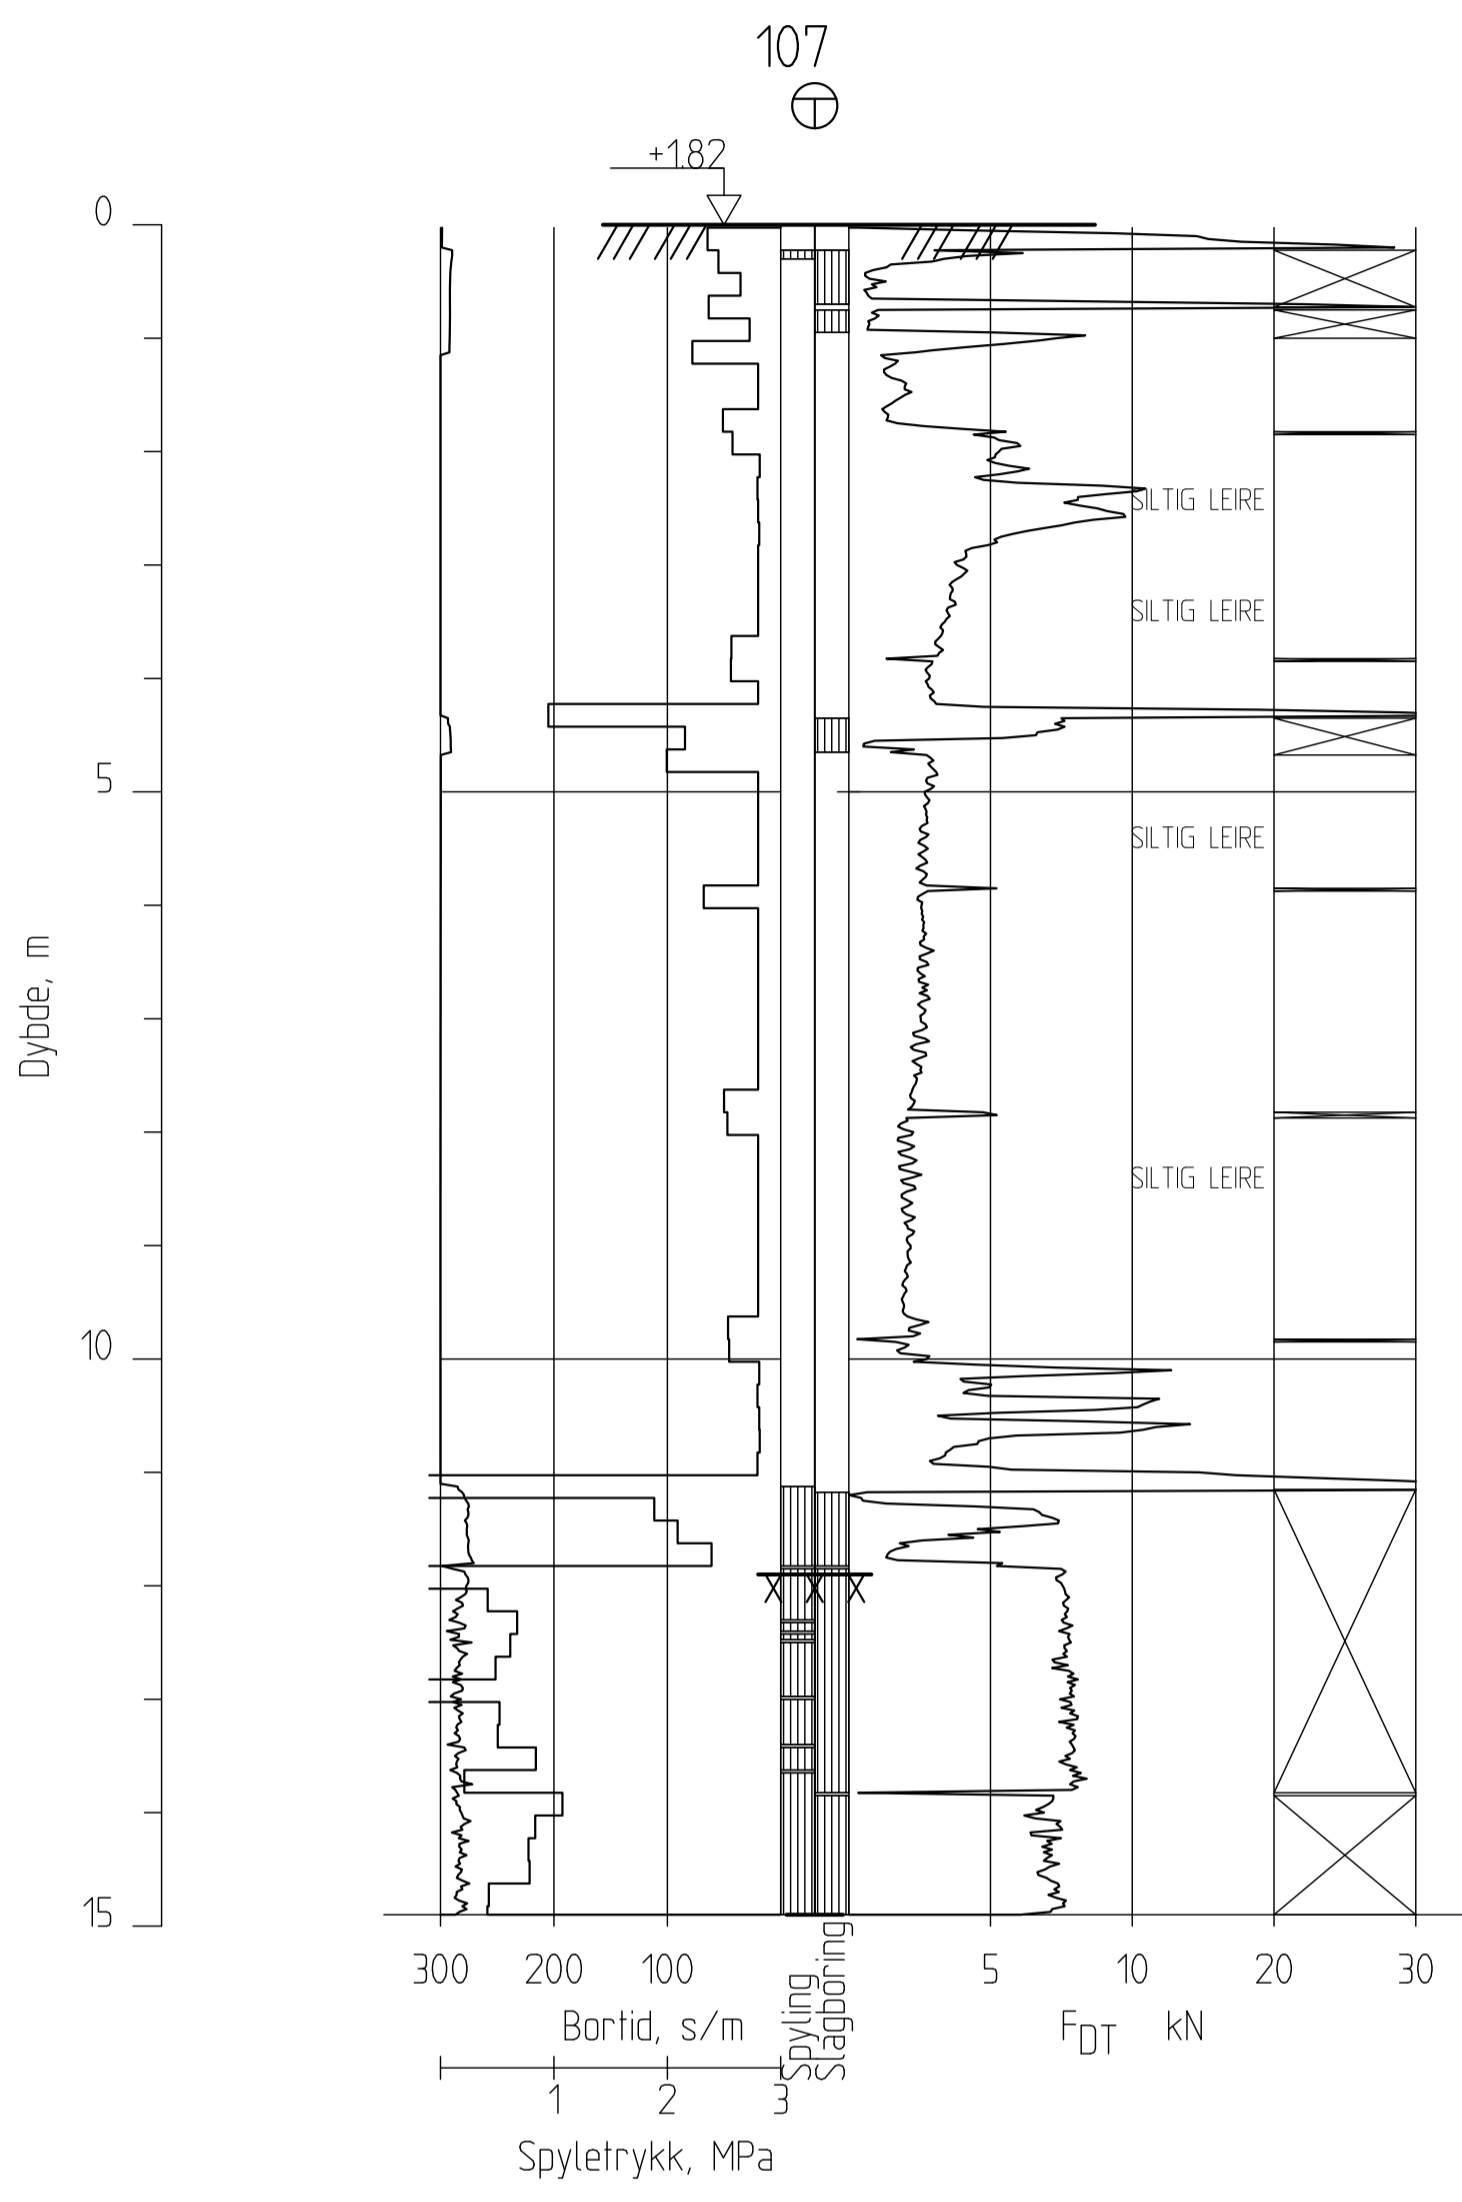 107
+1.82
0
SILTIG LEIRE
SILTIG LEIRE
5
SILTIG LEIRE
Dybde, m
SILTIG LEIRE
10
15
300 200 100 5 10 20 30
Spyling
Slagboring
Bortid, s/m
FDT kN
1 2 3
Spyletrykk, MPa